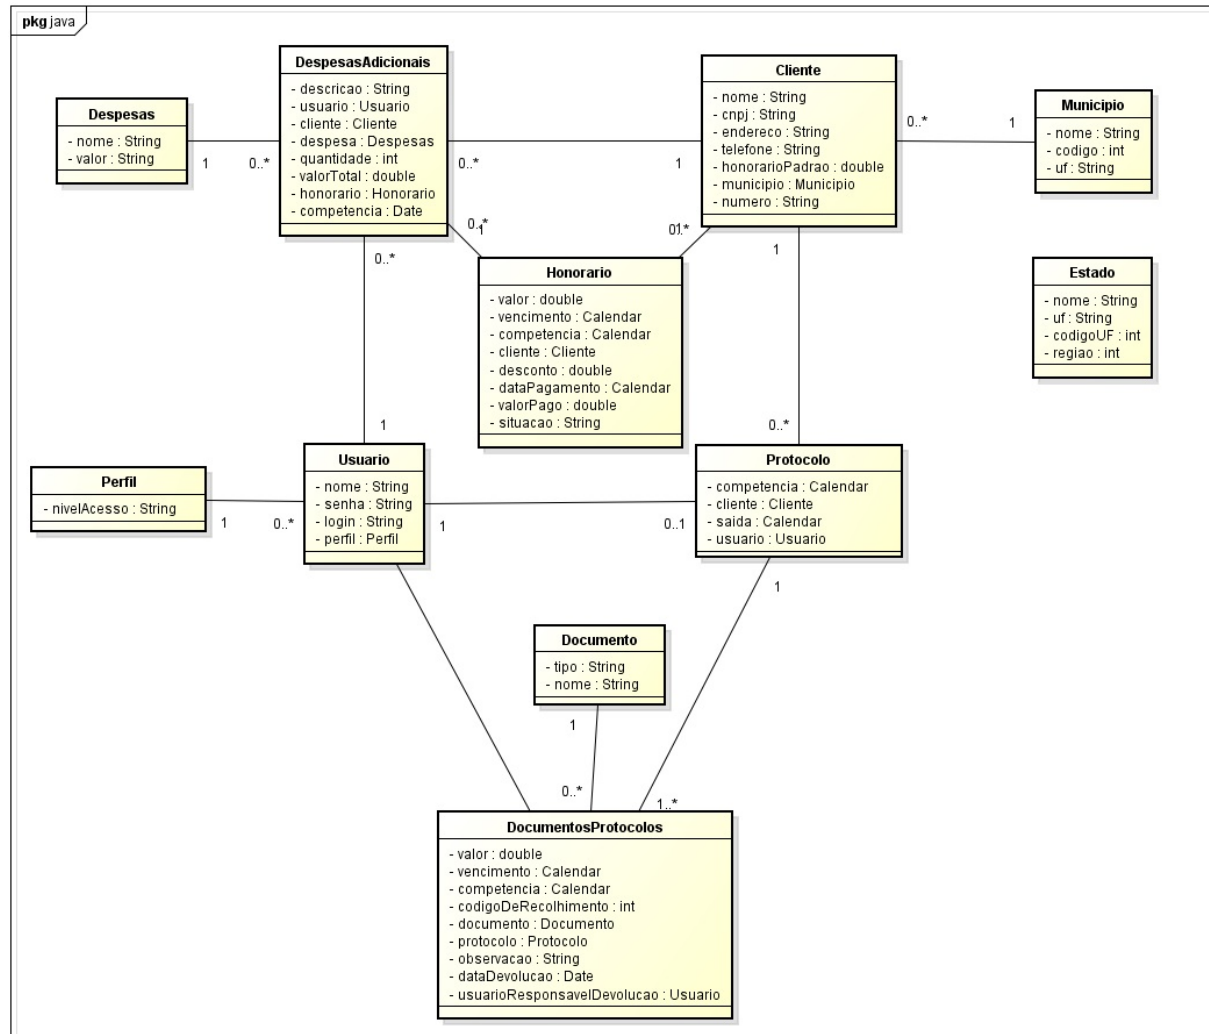 pkg java
DespesasAdicionais
- descricao : String
- usuario : Usuario
- cliente : Cliente
- despesa : Despesas
- quantidade : int
- valorTotal : double
- honorario : Honorario
- competencia : Date
Cliente
- nome : String
- cnpj : String
- endereco : String
- telefone : String
- honorarioPadrao : double
- municipio : Municipio
- numero : String
Despesas
- nome : String
- valor : String
Municipio
- nome : String
- codigo : int
- uf : String
1
0..*
0..*
1
0..*
1
0..*
1
0..*
1
0..*
1
Honorario
- valor : double
- vencimento : Calendar
- competencia : Calendar
- cliente : Cliente
- desconto : double
- dataPagamento : Calendar
- valorPago : double
- situacao : String
Estado
- nome : String
- uf : String
- codigoUF : int
- regiao : int
0..*
1
1
0..*
Perfil
- nivelAcesso : String
Usuario
- nome : String
- senha : String
- login : String
- perfil : Perfil
Protocolo
- competencia : Calendar
- cliente : Cliente
- saida : Calendar
- usuario : Usuario
1
0..*
1
0..1
1
Documento
- tipo : String
- nome : String
1
0..*
1..*
DocumentosProtocolos
- valor : double
- vencimento : Calendar
- competencia : Calendar
- codigoDeRecolhimento : int
- documento : Documento
- protocolo : Protocolo
- observacao : String
- dataDevolucao : Date
- usuarioResponsavelDevolucao : Usuario